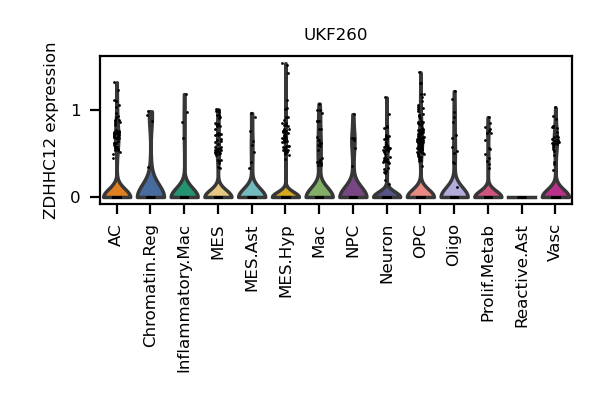 UKF260
ZDHHC12 expression
1
0
AC
Chromatin.Reg
Inflammatory.Mac
MES
MES.Ast
MES.Hyp
Mac
NPC
Neuron
OPC
Oligo
Prolif.Metab
Reactive.Ast
Vasc